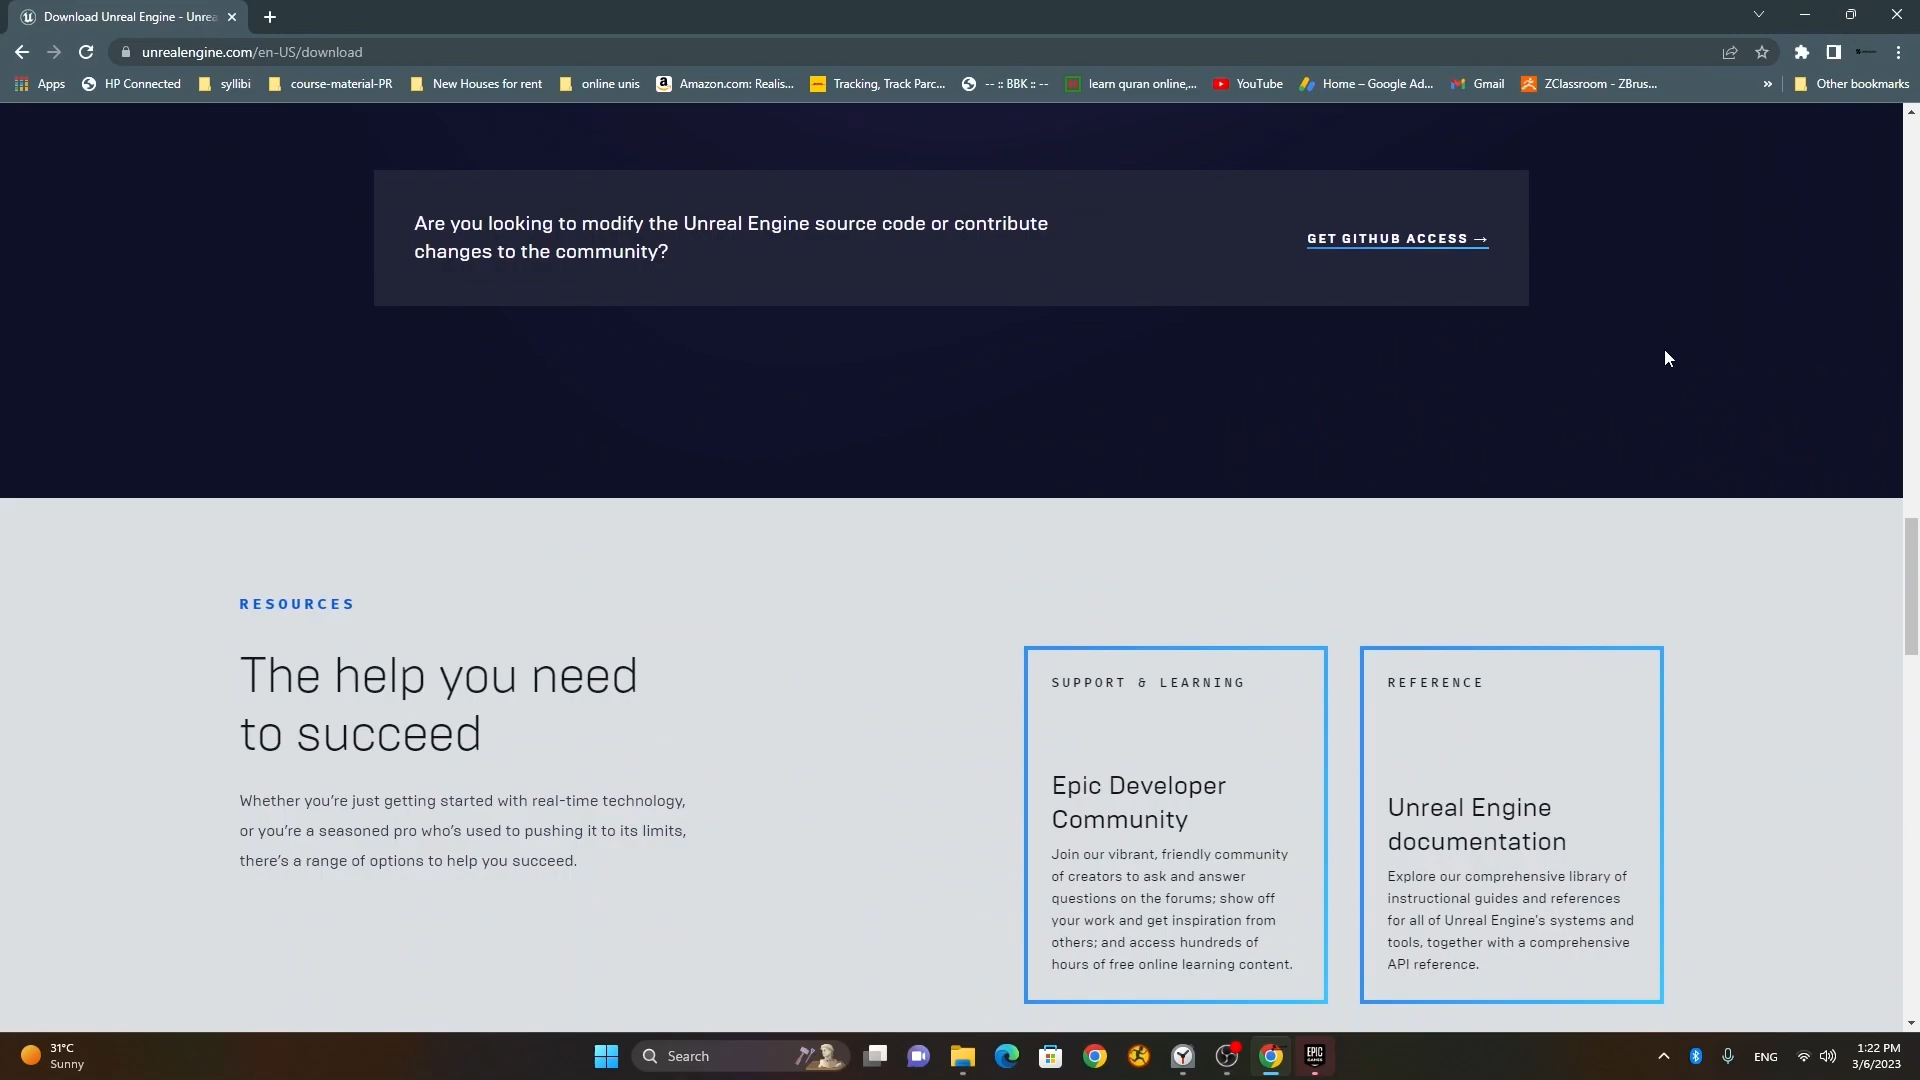 Download Unreal Engine - Unrea
unrealengine.com/en-US/download
Apps
HP Connected
syllibi
course-material-PR
New Houses for rent
online unis
Amazon.com: Realis...
Tracking, Track Parc...
-- :: BBK :: --
learn quran online,...
YouTube
Home – Google Ad...
Gmail
ZClassroom - ZBrus...
»
Other bookmarks
Are you looking to modify the Unreal Engine source code or contribute
changes to the community?
GET GITHUB ACCESS →
RESOURCES
The help you need
to succeed
Whether you’re just getting started with real-time technology,
or you’re a seasoned pro who’s used to pushing it to its limits,
there’s a range of options to help you succeed.
SUPPORT & LEARNING
Epic Developer
Community
Join our vibrant, friendly community
of creators to ask and answer
questions on the forums; show off
your work and get inspiration from
others; and access hundreds of
hours of free online learning content.
REFERENCE
Unreal Engine
documentation
Explore our comprehensive library of
instructional guides and references
for all of Unreal Engine's systems and
tools, together with a comprehensive
API reference.
31°C
Sunny
Search
EPIC
GAMES
ENG
1:22 PM
3/6/2023